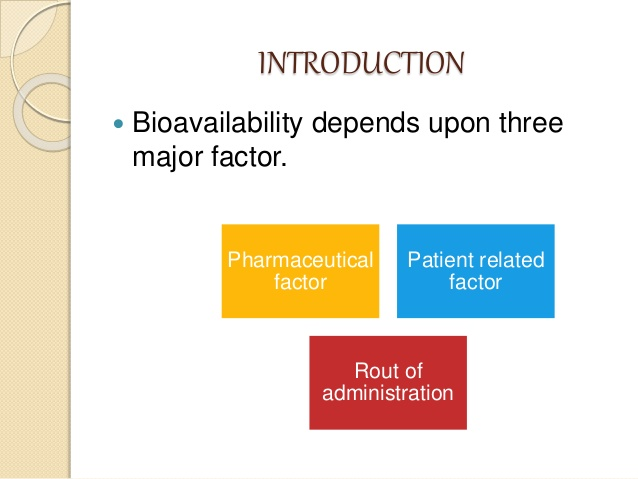 INTRODUCTION
Bioavailability depends upon three
major factor.
Pharmaceutical
factor
Patient related
factor
Rout of
administration